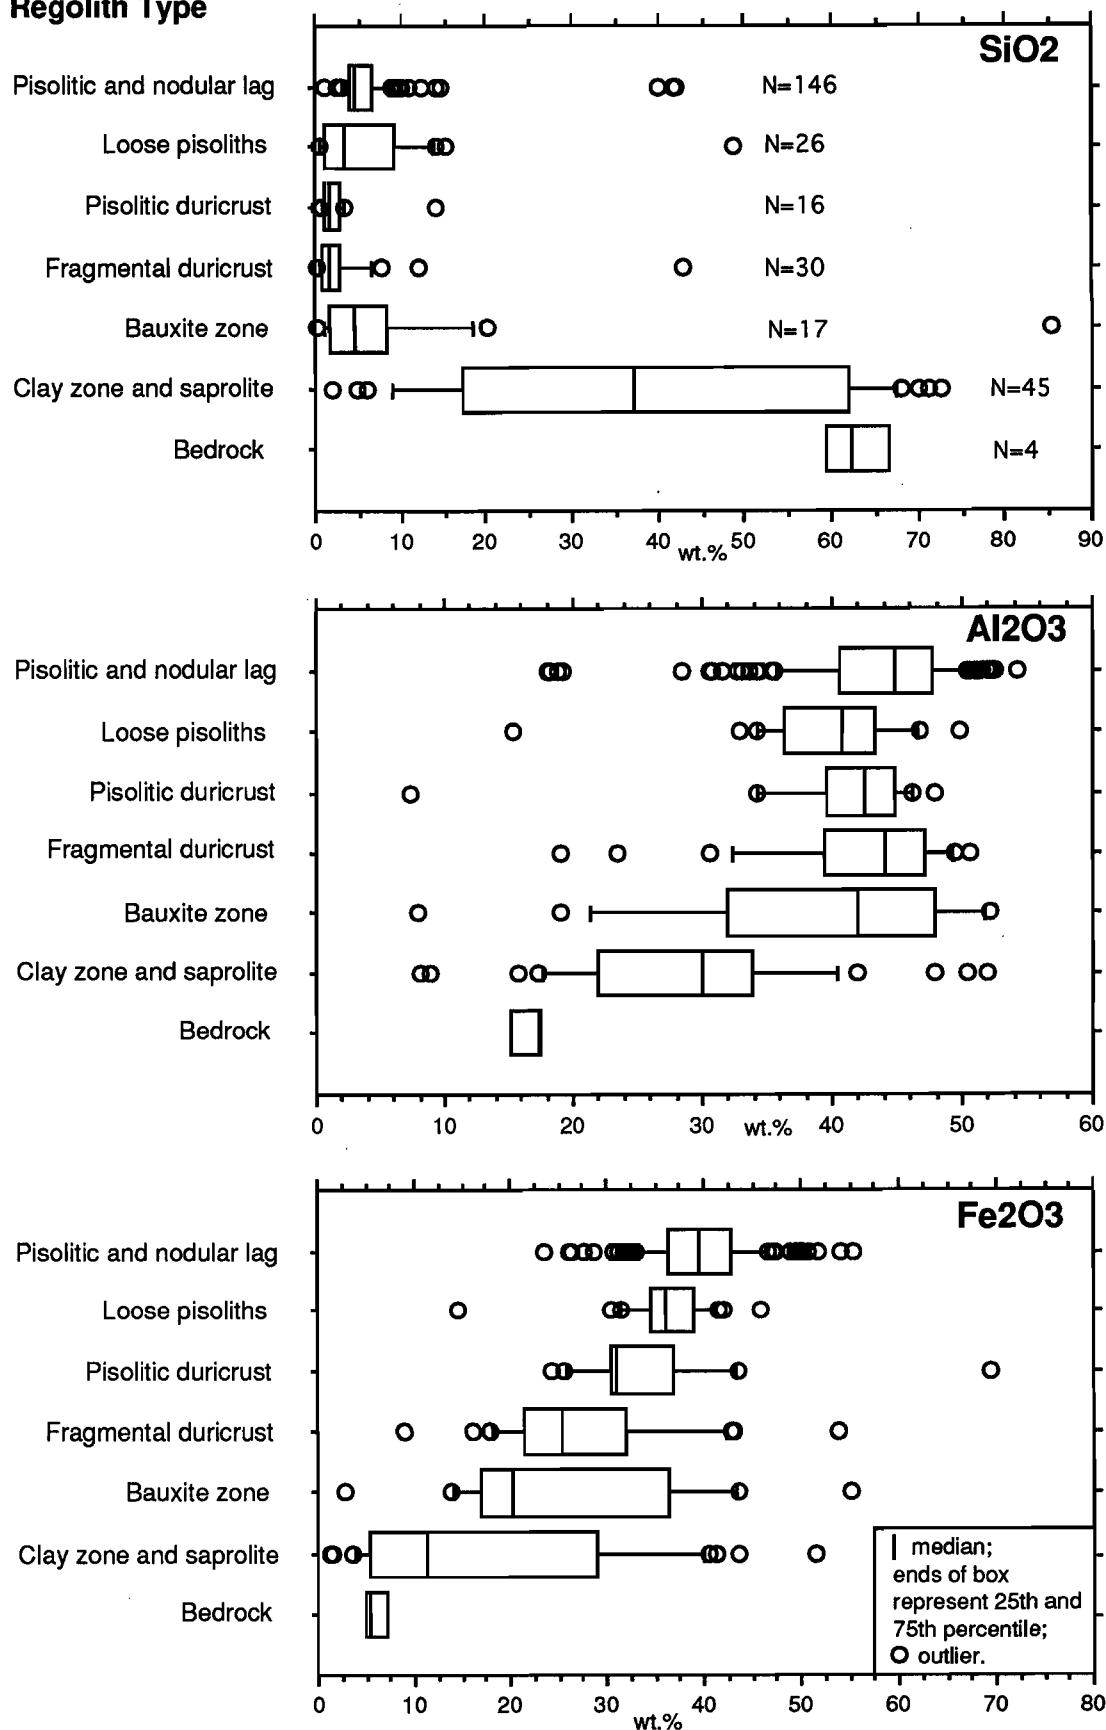 Regolith Type
SiO2
Pisolitic and nodular lag N=146
Loose pisoliths N=26
Pisolitic duricrust N=16
Fragmental duricrust N=30
Bauxite zone N=17
Clay zone and saprolite N=45
Bedrock N=4
0 10 20 30 40 50 60 70 80 90
wt.%
Al2O3
Pisolitic and nodular lag
Loose pisoliths
Pisolitic duricrust
Fragmental duricrust
Bauxite zone
Clay zone and saprolite
Bedrock
0 10 20 30 wt.% 40 50 60
Fe2O3
Pisolitic and nodular lag
Loose pisoliths
Pisolitic duricrust
Fragmental duricrust
Bauxite zone
Clay zone and saprolite
Bedrock
| median;
ends of box
represent 25th and
75th percentile;
O outlier.
0 10 20 30 40 50 60 70 80
wt.%